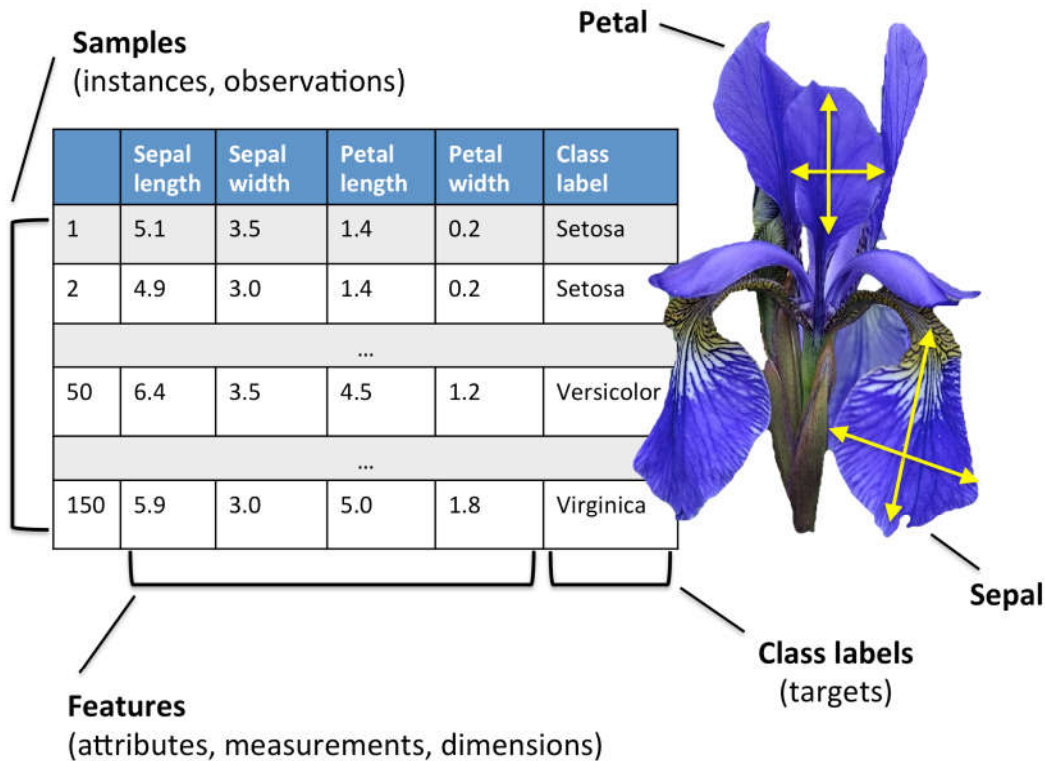 Samples
(instances, observations)
Petal
Sepal length Sepal width Petal length Petal width Class label
1 5.1 3.5 1.4 0.2 Setosa
2 4.9 3.0 1.4 0.2 Setosa
...
50 6.4 3.5 4.5 1.2 Versicolor
...
150 5.9 3.0 5.0 1.8 Virginica
Sepal
Class labels
(targets)
Features
(attributes, measurements, dimensions)